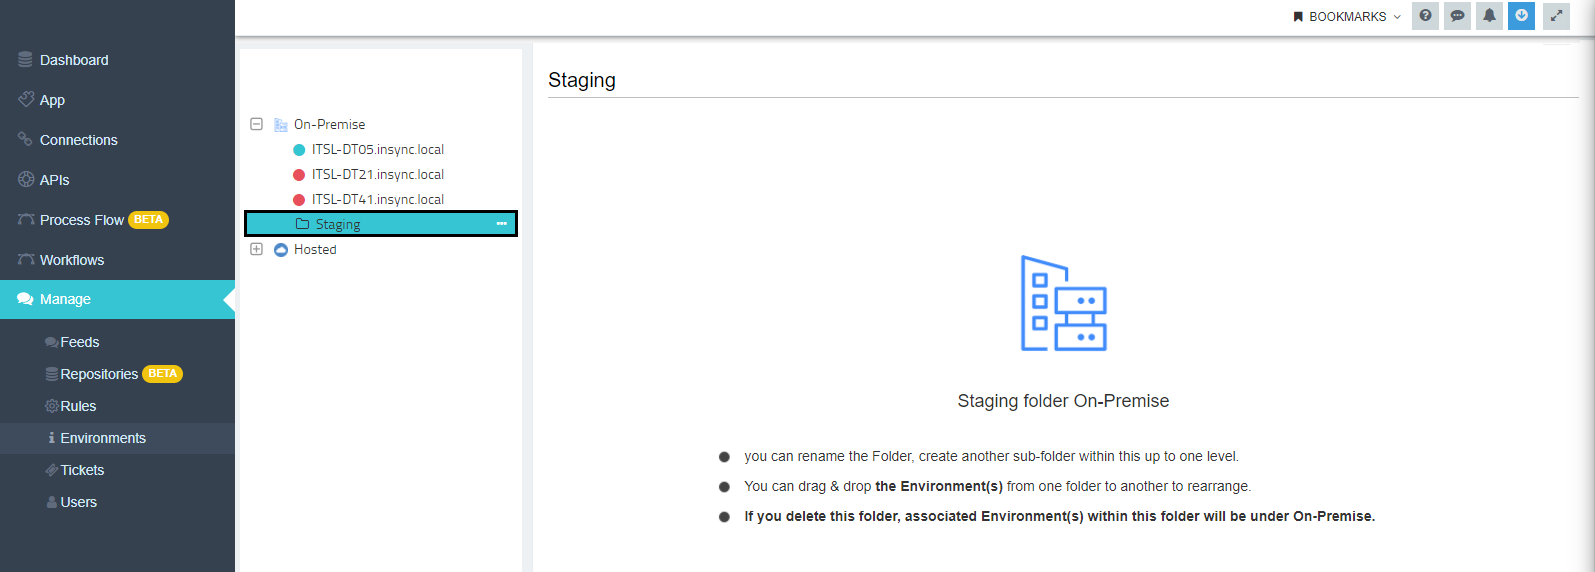 BOOKMARKS
Dashboard
App
Connections
APIs
Process Flow BETA
Workflows
Manage
Feeds
Repositories BETA
Rules
Environments
Tickets
Users
On-Premise
ITSL-DT05.insync.local
ITSL-DT21.insync.local
ITSL-DT41.insync.local
Staging
Hosted
Staging
Staging folder On-Premise
you can rename the Folder, create another sub-folder within this up to one level.
You can drag & drop the Environment(s) from one folder to another to rearrange.
If you delete this folder, associated Environment(s) within this folder will be under On-Premise.